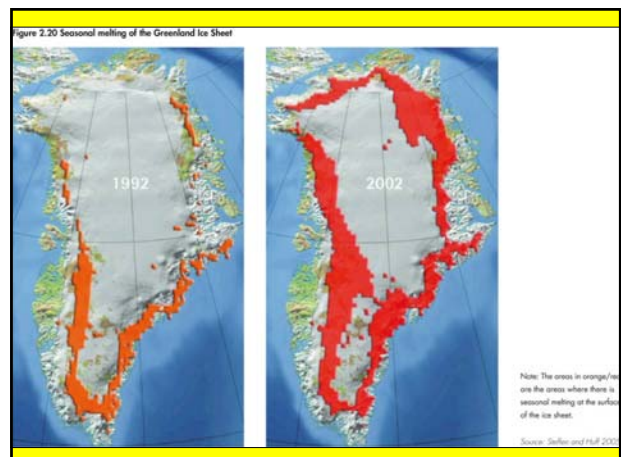 Figure 2.20 Seasonal melting of the Greenland Ice Sheet
1992
2002
Note: The areas in orange/red
are the areas where there is
seasonal melting at the surface
of the ice sheet.
Source: Steffen and Huff 2005